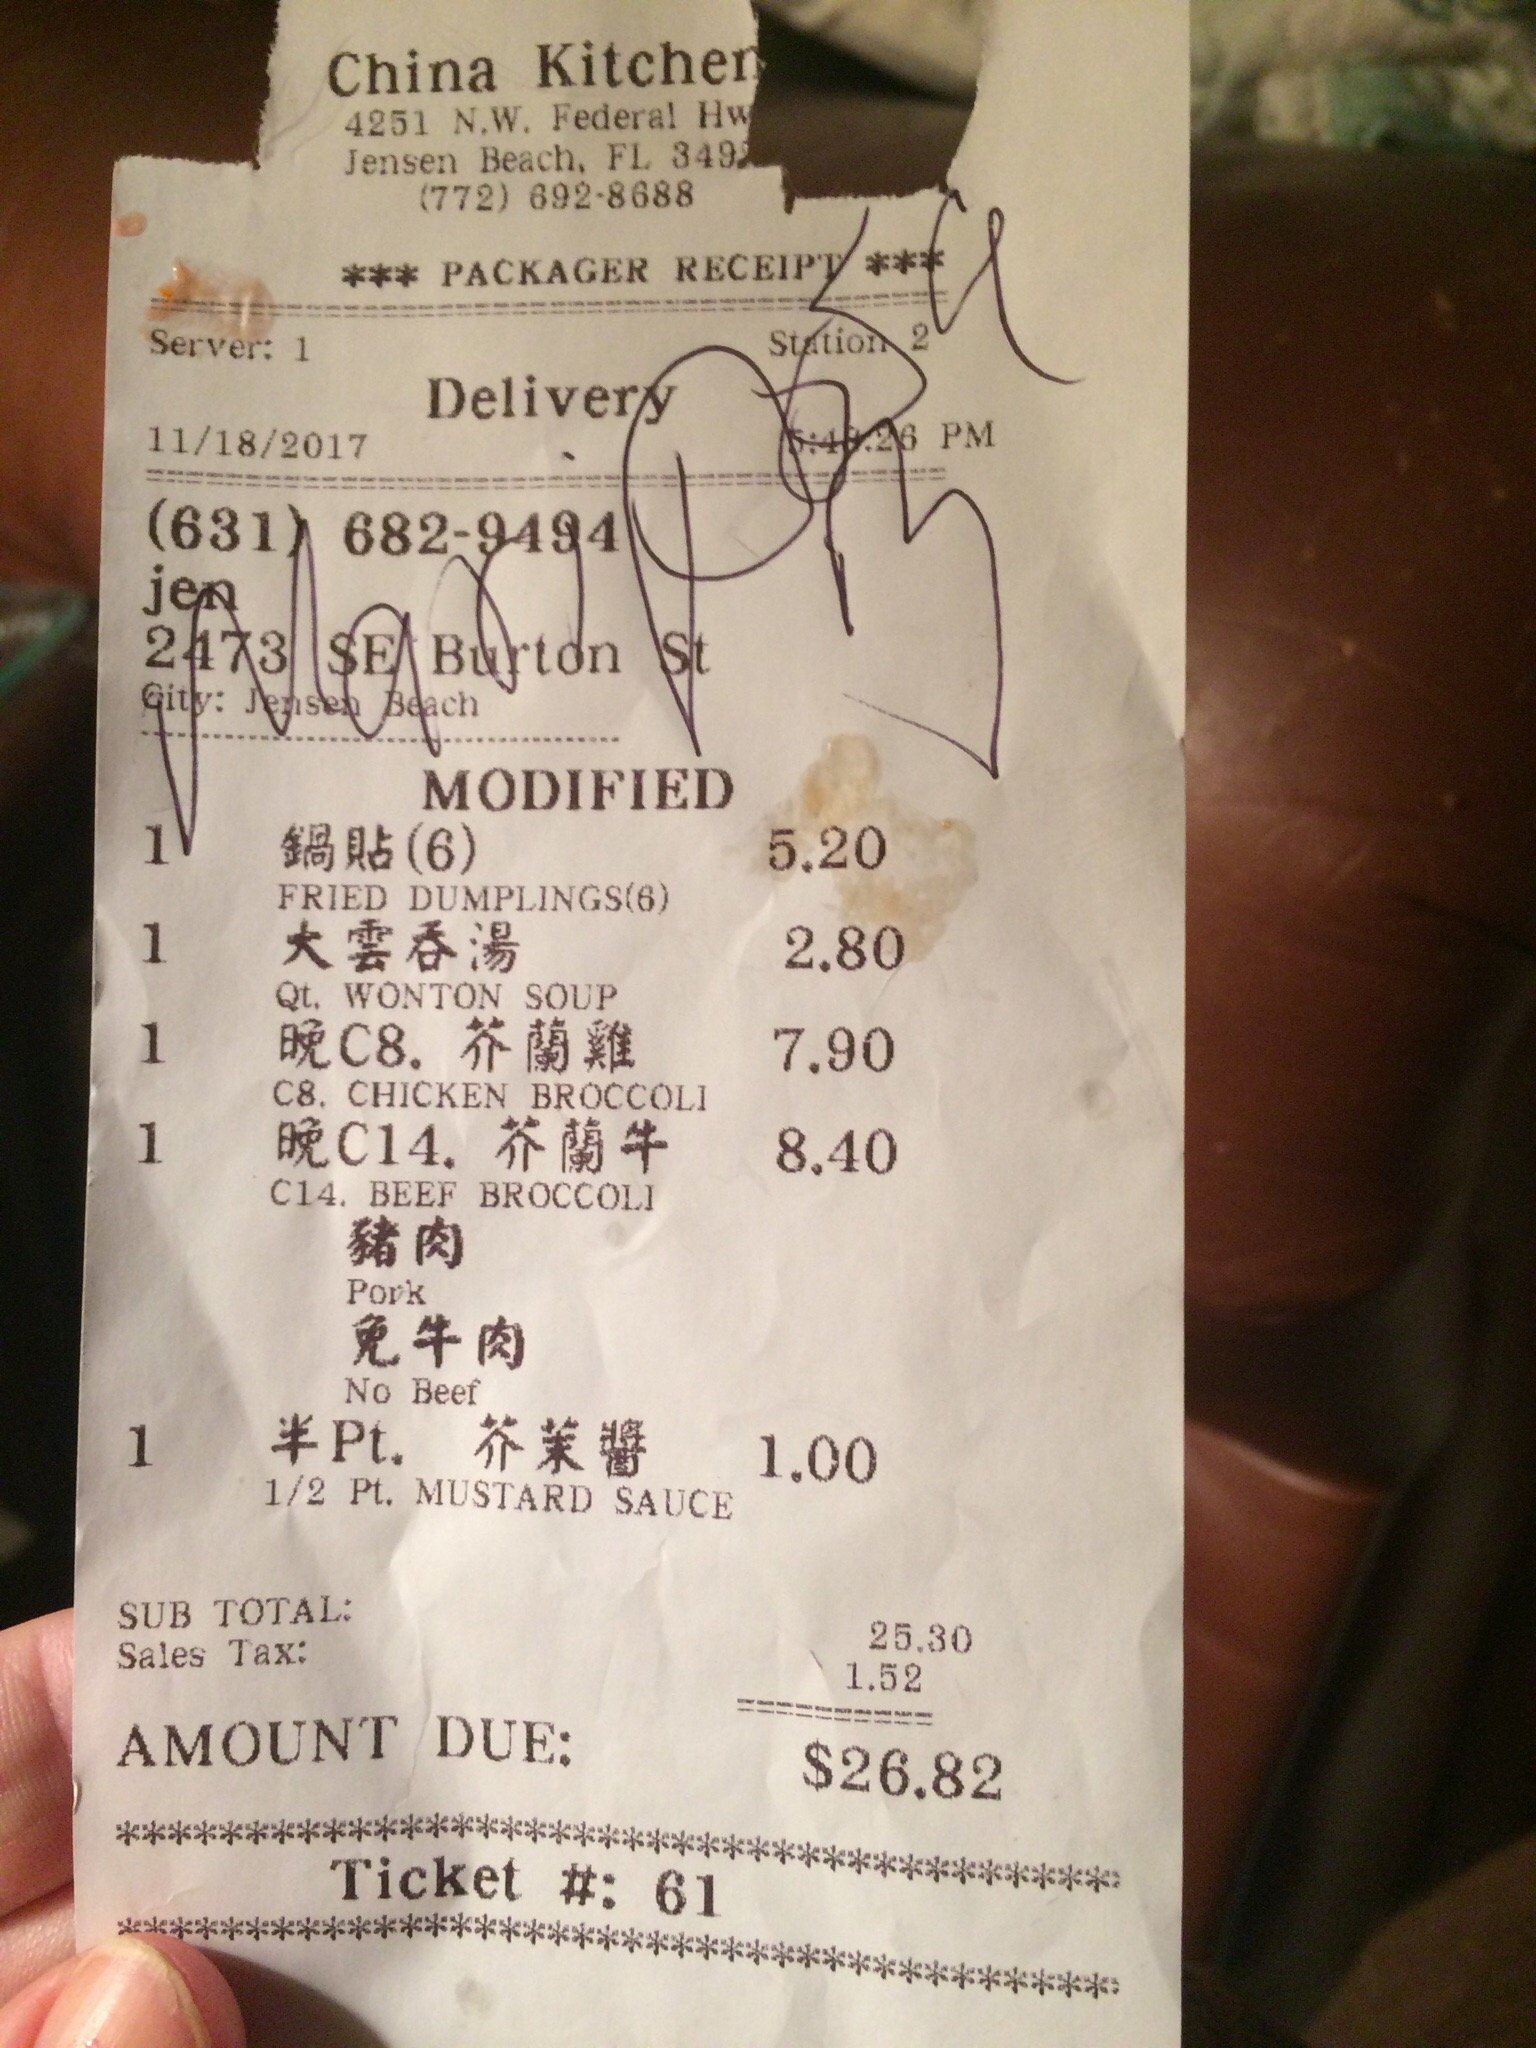 China Kitchen
4251 N.W. Federal Hw
Jensen Beach, FL 349
(772) 692-8688
*** PACKAGER RECEIPT ***
Server: 1 Station 2
Delivery
11/18/2017 5:48:26 PM
(631) 682-9494
jen
2473 SE Burton St
City: Jensen Beach
MODIFIED
1 鍋貼(6) 5.20
FRIED DUMPLINGS(6)
1 大雲吞湯 2.80
Qt. WONTON SOUP
1 晚C8. 芥蘭雞 7.90
C8. CHICKEN BROCCOLI
1 晚C14. 芥蘭牛 8.40
C14. BEEF BROCCOLI
豬肉
Pork
免牛肉
No Beef
1 半Pt. 芥茉醬 1.00
1/2 Pt. MUSTARD SAUCE
SUB TOTAL: 25.30
Sales Tax: 1.52
AMOUNT DUE: $26.82
Ticket #: 61